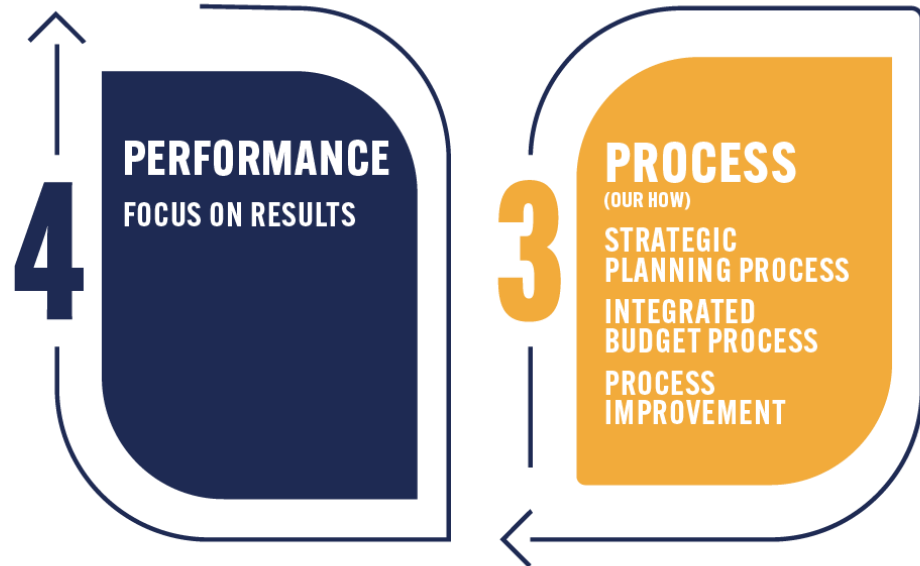 4
PERFORMANCE
FOCUS ON RESULTS
3
PROCESS
(OUR HOW)
STRATEGIC
PLANNING PROCESS
INTEGRATED
BUDGET PROCESS
PROCESS
IMPROVEMENT